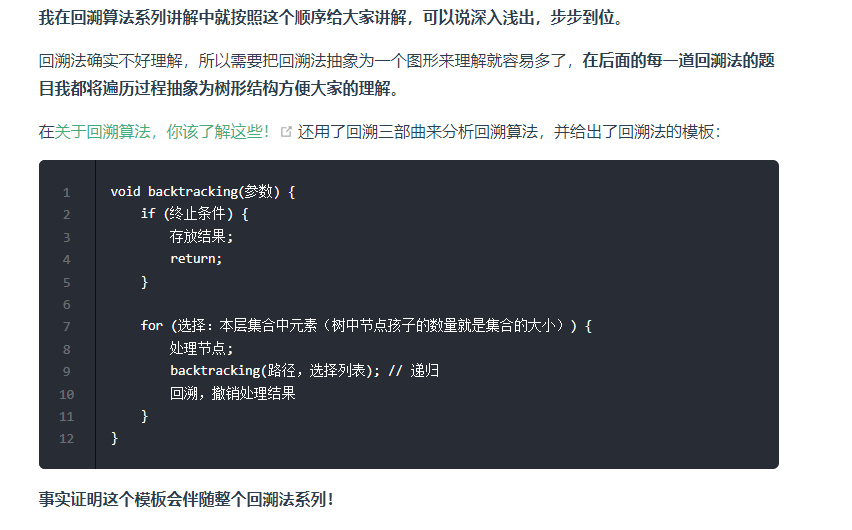 我在回溯算法系列讲解中就按照这个顺序给大家讲解，可以说深入浅出，步步到位。
回溯法确实不好理解，所以需要把回溯法抽象为一个图形来理解就容易多了，在后面的每一道回溯法的题
目我都将遍历过程抽象为树形结构方便大家的理解。
在关于回溯算法，你该了解这些！ 还用了回溯三部曲来分析回溯算法，并给出了回溯法的模板：
1 void backtracking(参数) {
2     if (终止条件) {
3         存放结果;
4         return;
5     }
6
7     for (选择：本层集合中元素（树中节点孩子的数量就是集合的大小）) {
8         处理节点;
9         backtracking(路径，选择列表); // 递归
10         回溯，撤销处理结果
11     }
12 }
事实证明这个模板会伴随整个回溯法系列！